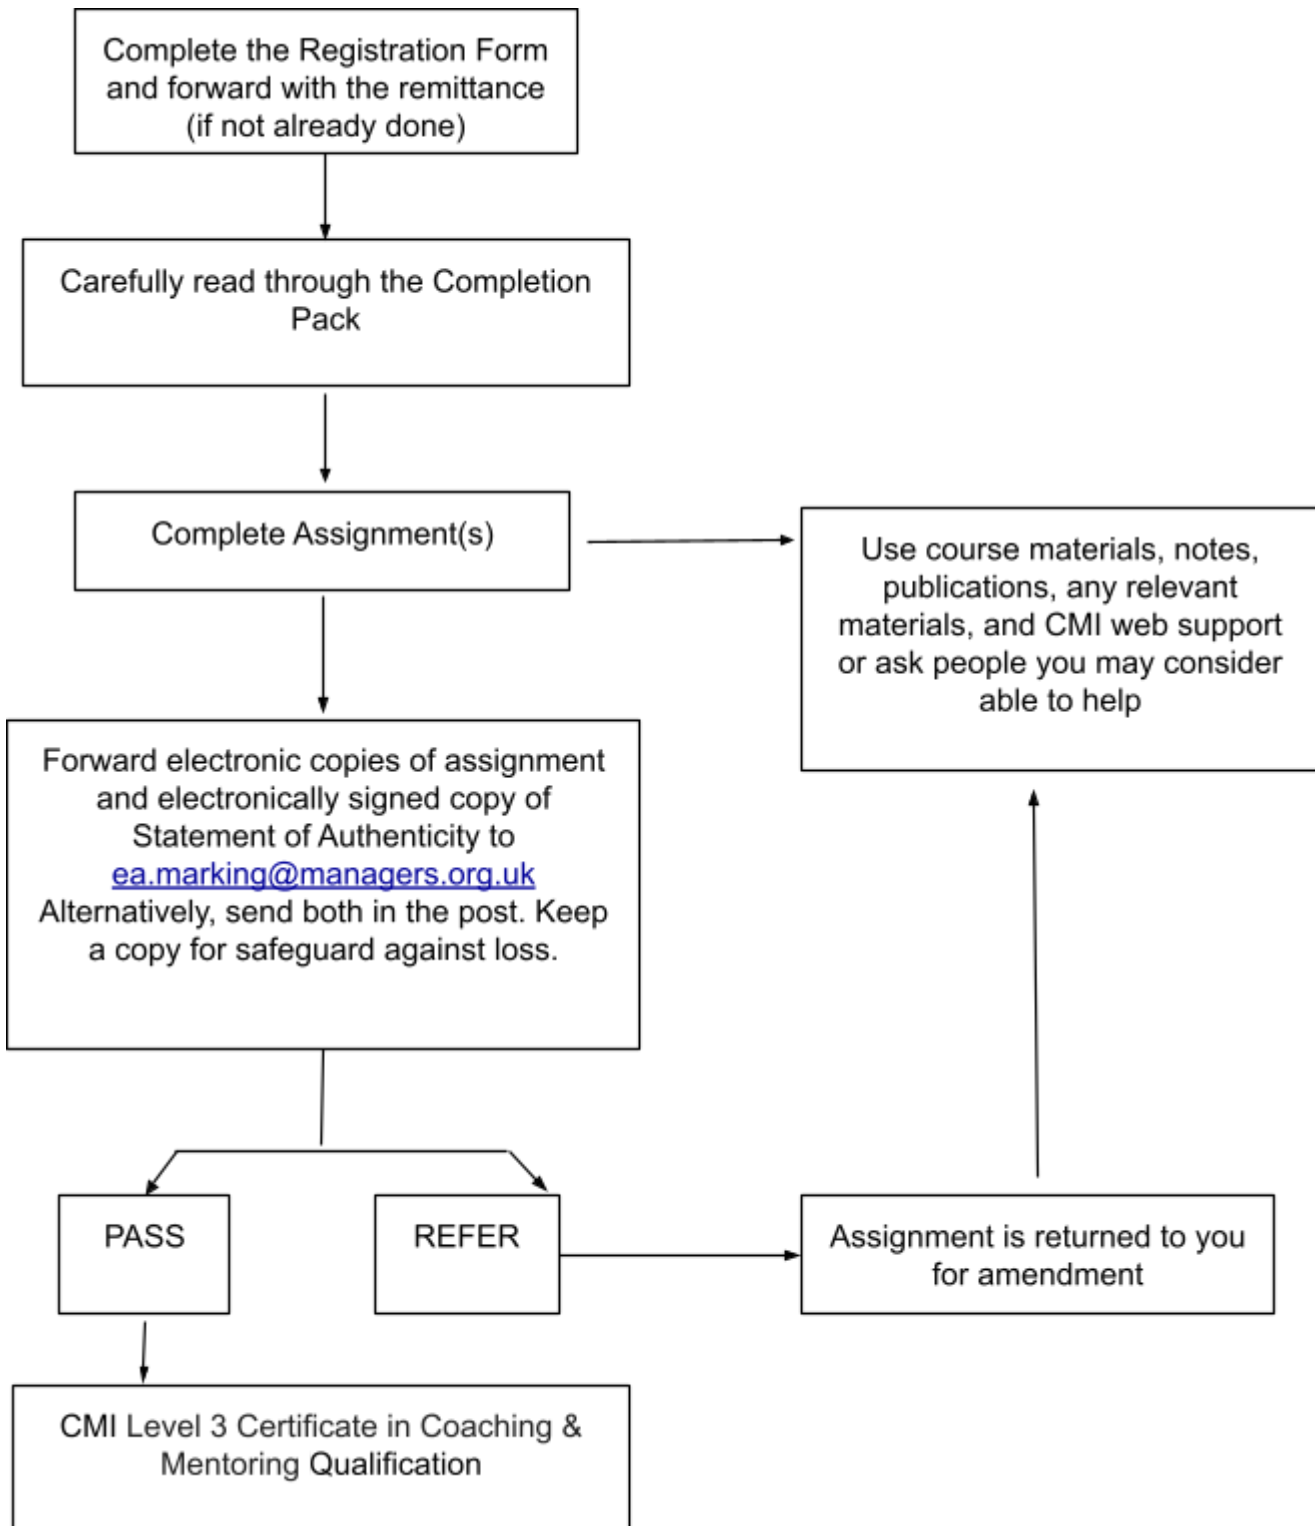 Complete the Registration Form
and forward with the remittance
(if not already done)
Carefully read through the Completion
Pack
Complete Assignment(s)
Use course materials, notes,
publications, any relevant
materials, and CMI web support
or ask people you may consider
able to help
Forward electronic copies of assignment
and electronically signed copy of
Statement of Authenticity to
ea.marking@managers.org.uk
Alternatively, send both in the post. Keep
a copy for safeguard against loss.
PASS
REFER
Assignment is returned to you
for amendment
CMI Level 3 Certificate in Coaching &
Mentoring Qualification